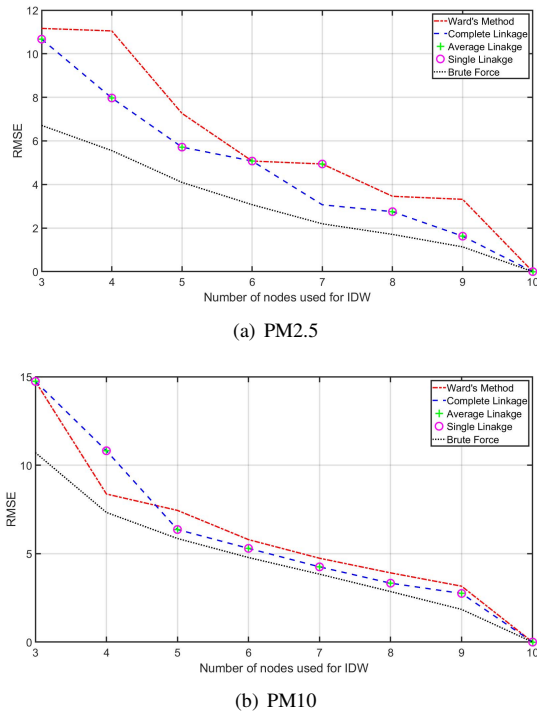 12
10
8
6
4
2
0
RMSE
Ward's Method
Complete Linkage
Average Linakge
Single Linakge
Brute Force
3 4 5 6 7 8 9 10
Number of nodes used for IDW
(a) PM2.5
15
10
5
0
RMSE
Ward's Method
Complete Linkage
Average Linakge
Single Linakge
Brute Force
3 4 5 6 7 8 9 10
Number of nodes used for IDW
(b) PM10